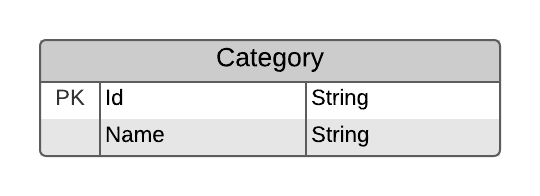 Category
PK Id String
Name String